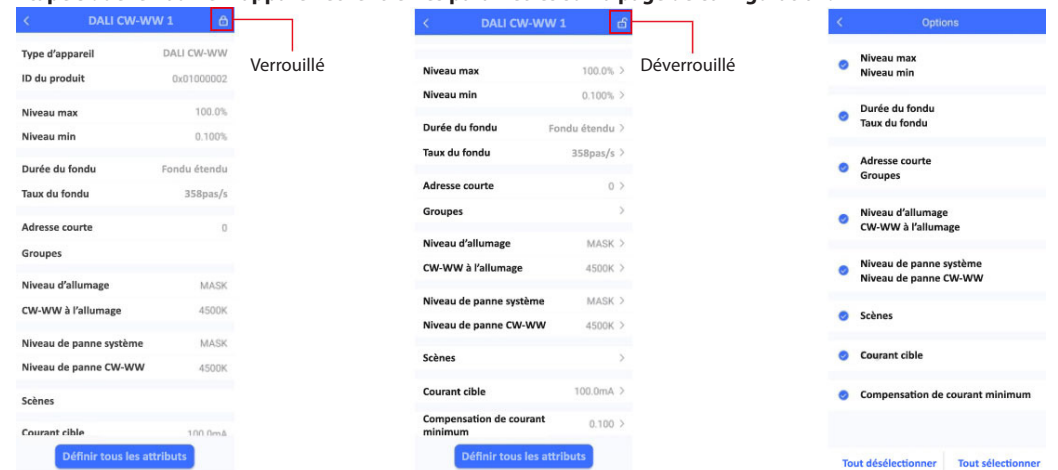 DALI CW-WW 1
Type d'appareil DALI CW-WW
ID du produit 0x01000002
Niveau max 100.0%
Niveau min 0.100%
Durée du fondu Fondu étendu
Taux du fondu 358pas/s
Adresse courte 0
Groupes
Niveau d'allumage MASK
CW-WW à l'allumage 4500K
Niveau de panne système MASK
Niveau de panne CW-WW 4500K
Scènes
Courant cible 100.0mA
Définir tous les attributs
Verrouillé
DALI CW-WW 1
Niveau max 100.0% >
Niveau min 0.100% >
Durée du fondu Fondu étendu >
Taux du fondu 358pas/s >
Adresse courte 0 >
Groupes >
Niveau d'allumage MASK >
CW-WW à l'allumage 4500K >
Niveau de panne système MASK >
Niveau de panne CW-WW 4500K >
Scènes >
Courant cible 100.0mA >
Compensation de courant
minimum 0.100 >
Définir tous les attributs
Déverrouillé
Options
Niveau max
Niveau min
Durée du fondu
Taux du fondu
Adresse courte
Groupes
Niveau d'allumage
CW-WW à l'allumage
Niveau de panne système
Niveau de panne CW-WW
Scènes
Courant cible
Compensation de courant minimum
Tout désélectionner Tout sélectionner